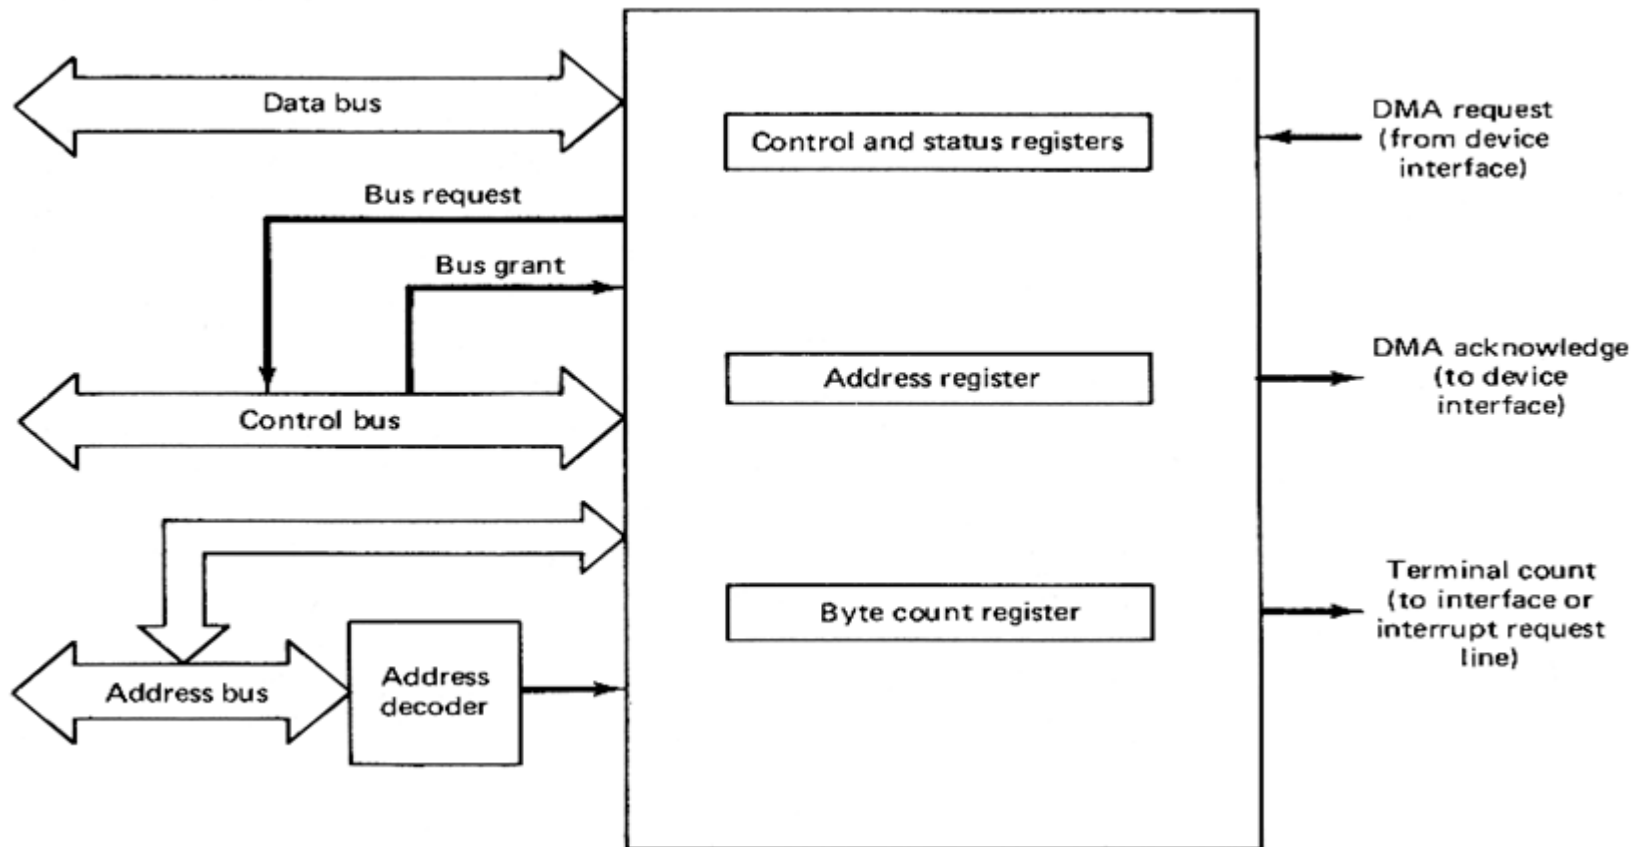 Data bus
Control and status registers
DMA request
(from device
interface)
Bus request
Bus grant
Address register
DMA acknowledge
(to device
interface)
Control bus
Byte count register
Terminal count
(to interface or
interrupt request
line)
Address bus
Address
decoder